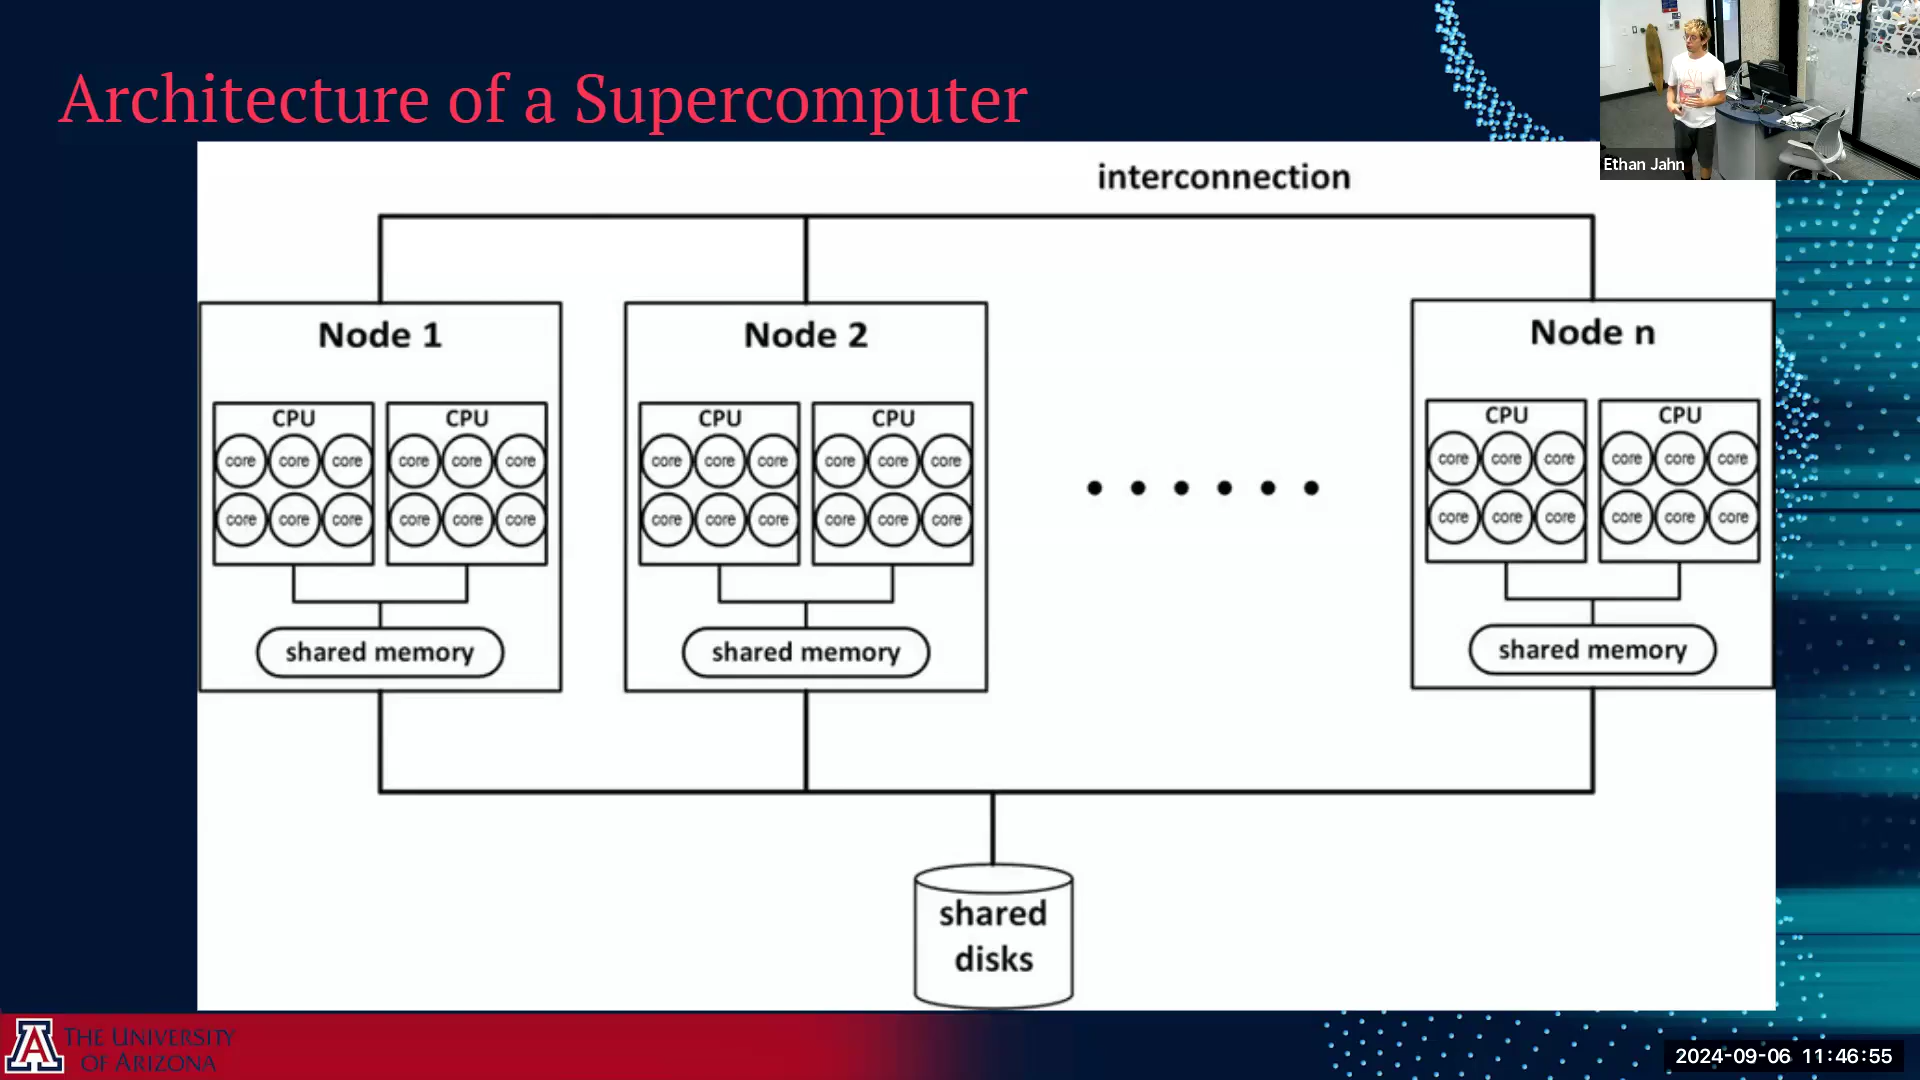 Architecture of a Supercomputer
Ethan Jahn
interconnection
Node 1
Node 2
Node n
CPU CPU
core core core core core core
core core core core core core
shared memory
CPU CPU
core core core core core core
core core core core core core
shared memory
CPU CPU
core core core core core core
core core core core core core
shared memory
shared
disks
A THE UNIVERSITY
OF ARIZONA
2024-09-06 11:46:55